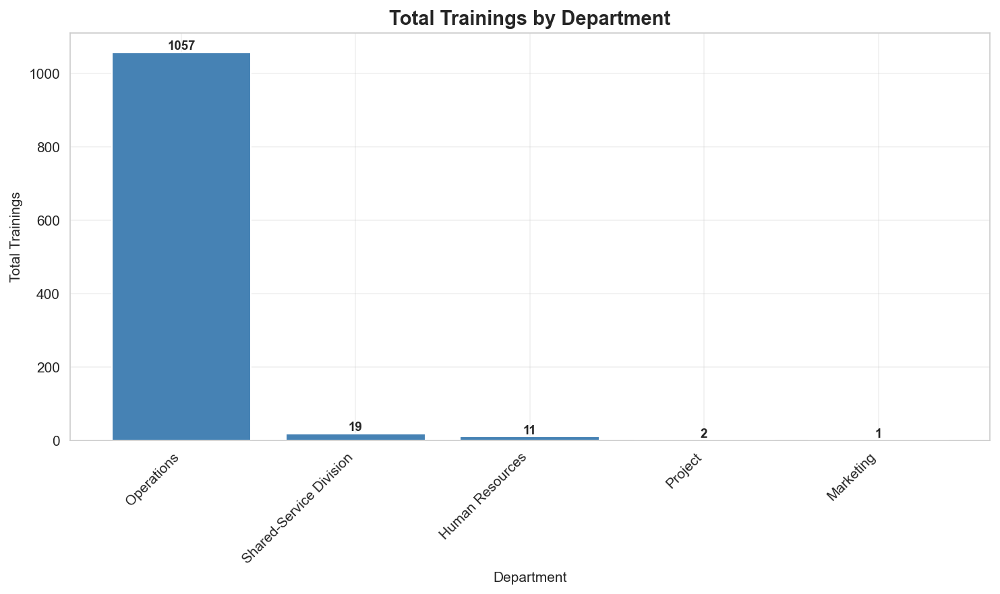 Total Trainings by Department
Total Trainings
1000
800
600
400
200
0
1057
19
11
2
1
Operations
Shared-Service Division
Human Resources
Project
Marketing
Department